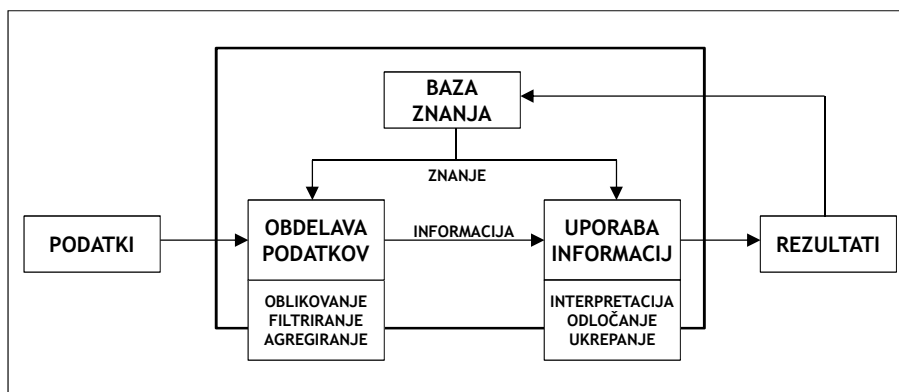 BAZA
ZNANJA
ZNANJE
PODATKI
OBDELAVA
PODATKOV
INFORMACIJA
UPORABA
INFORMACIJ
REZULTATI
OBLIKOVANJE
FILTRIRANJE
AGREGIRANJE
INTERPRETACIJA
ODLOČANJE
UKREPANJE